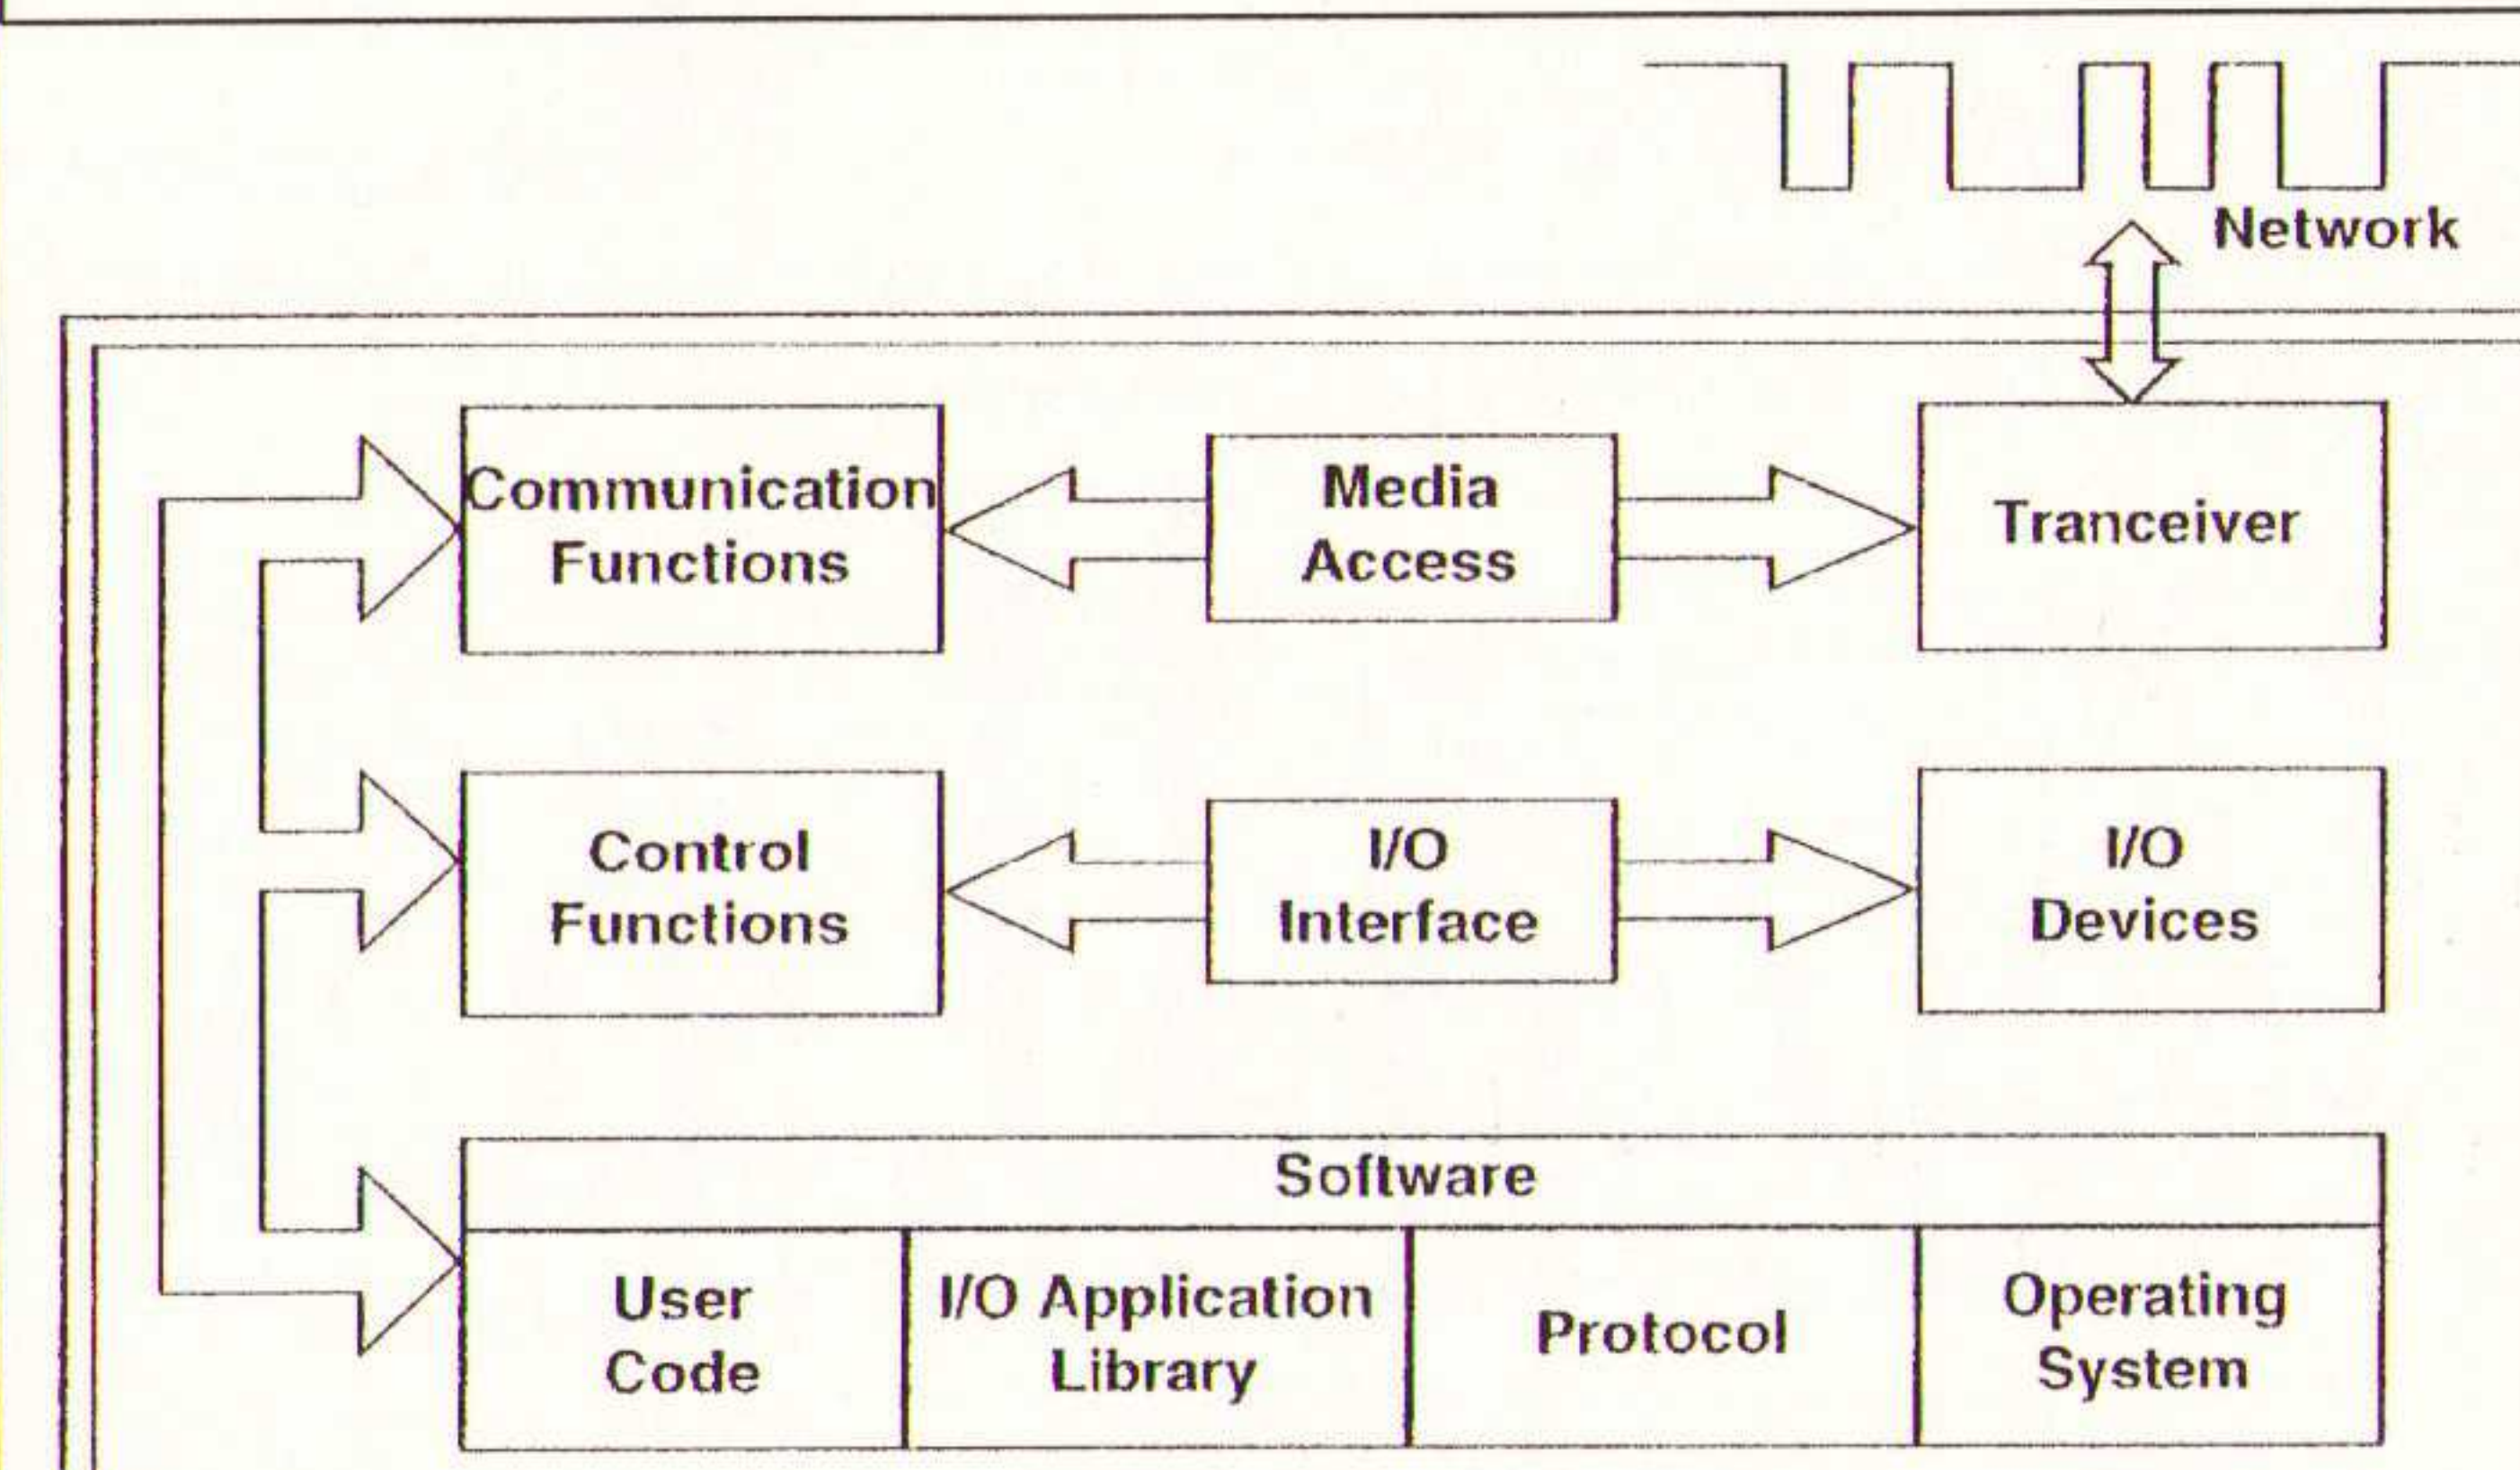 Network
Communication
Functions
Media
Access
Tranceiver
Control
Functions
I/O
Interface
I/O
Devices
Software
User
Code
I/O Application
Library
Protocol
Operating
System